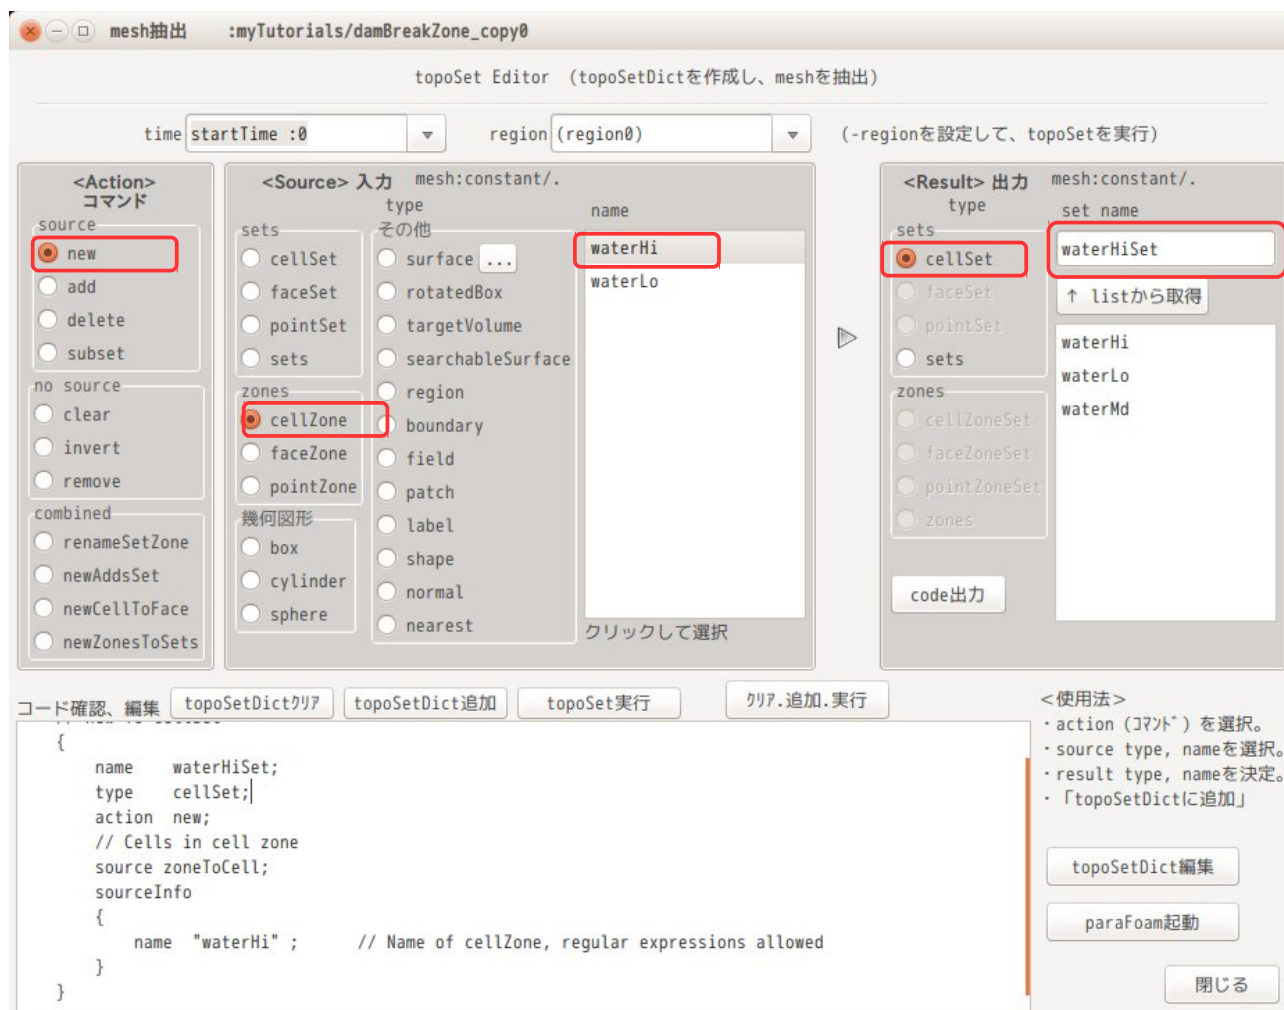 mesh抽出 :myTutorials/damBreakZone_copy0
topoSet Editor (topoSetDictを作成し、meshを抽出)
time startTime :0 region (region0) (-regionを設定して、topoSetを実行)
<Action>
コマンド
source
new
add
delete
subset
no source
clear
invert
remove
combined
renameSetZone
newAddsSet
newCellToFace
newZonesToSets
<Source> 入力 mesh:constant/.
type
sets
cellSet
faceSet
pointSet
sets
zones
cellZone
faceZone
pointZone
幾何図形
box
cylinder
sphere
その他
surface ...
rotatedBox
targetVolume
searchableSurface
region
boundary
field
patch
label
shape
normal
nearest
name
waterHi
waterLo
クリックして選択
<Result> 出力 mesh:constant/.
type
sets
cellSet
faceSet
pointSet
sets
zones
cellZoneSet
faceZoneSet
pointZoneSet
zones
code出力
set name
waterHiSet
↑ listから取得
waterHi
waterLo
waterMd
コード確認、編集 topoSetDictｸﾘｱ topoSetDict追加 topoSet実行 ｸﾘｱ.追加.実行
{
name waterHiSet;
type cellSet;
action new;
// Cells in cell zone
source zoneToCell;
sourceInfo
{
name "waterHi" ; // Name of cellZone, regular expressions allowed
}
}
＜使用法＞
・action (ｺﾏﾝﾄﾞ) を選択。
・source type, nameを選択。
・result type, nameを決定。
・「topoSetDictに追加」
topoSetDict編集
paraFoam起動
閉じる